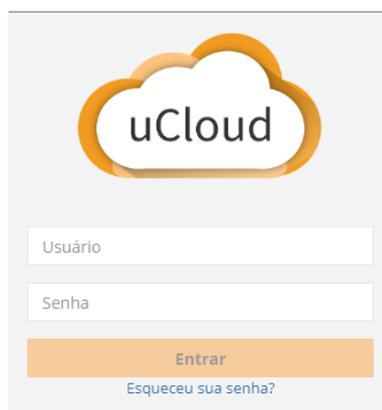 uCloud
Usuário
Senha
Entrar
Esqueceu sua senha?